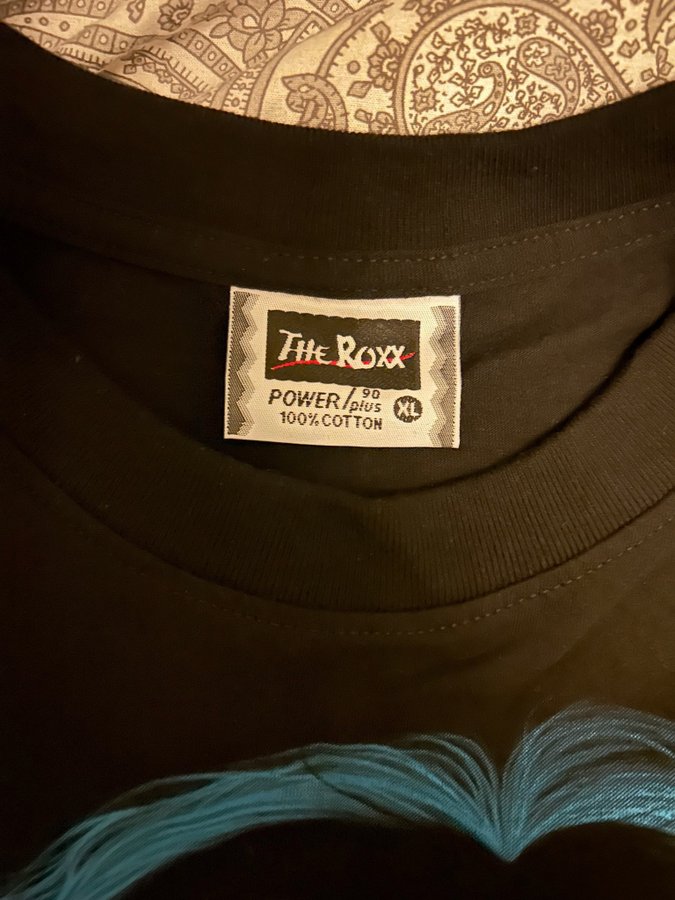 THE ROXX
POWER/90 plus XL
100% COTTON